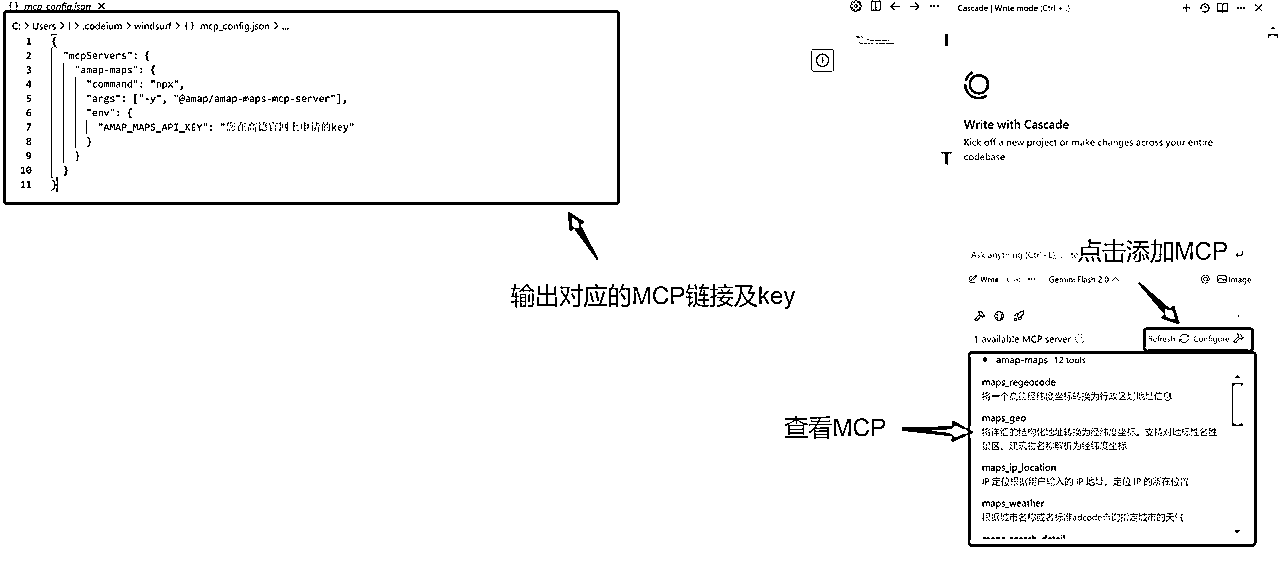 { } mcp_config.json ×
C: > Users > > .codeium > windsurf > { } mcp_config.json > ...
1 {
2 "mcpServers": {
3 "amap-maps": {
4 "command": "npx",
5 "args": ["-y", "@amap/amap-maps-mcp-server"],
6 "env": {
7 "AMAP_MAPS_API_KEY": "您在高德官网上申请的key"
8 }
9 }
10 }
11 }
输出对应的MCP链接及key
Cascade | Write mode (Ctrl + .)
Write with Cascade
Kick off a new project or make changes across your entire
codebase
Ask anything (Ctrl + L),
点击添加MCP
Write
Gemini Flash 2.0
Image
1 available MCP server
Refresh Configure
查看MCP
amap-maps 12 tools
maps_regeocode
将一个高德经纬度坐标转换为行政区划地址信息
maps_geo
将详细的结构化地址转换为经纬度坐标。支持对地标性名胜
景区、建筑物名称解析为经纬度坐标
maps_ip_location
IP 定位根据用户输入的 IP 地址，定位 IP 的所在位置
maps_weather
根据城市名称或者标准adcode查询指定城市的天气